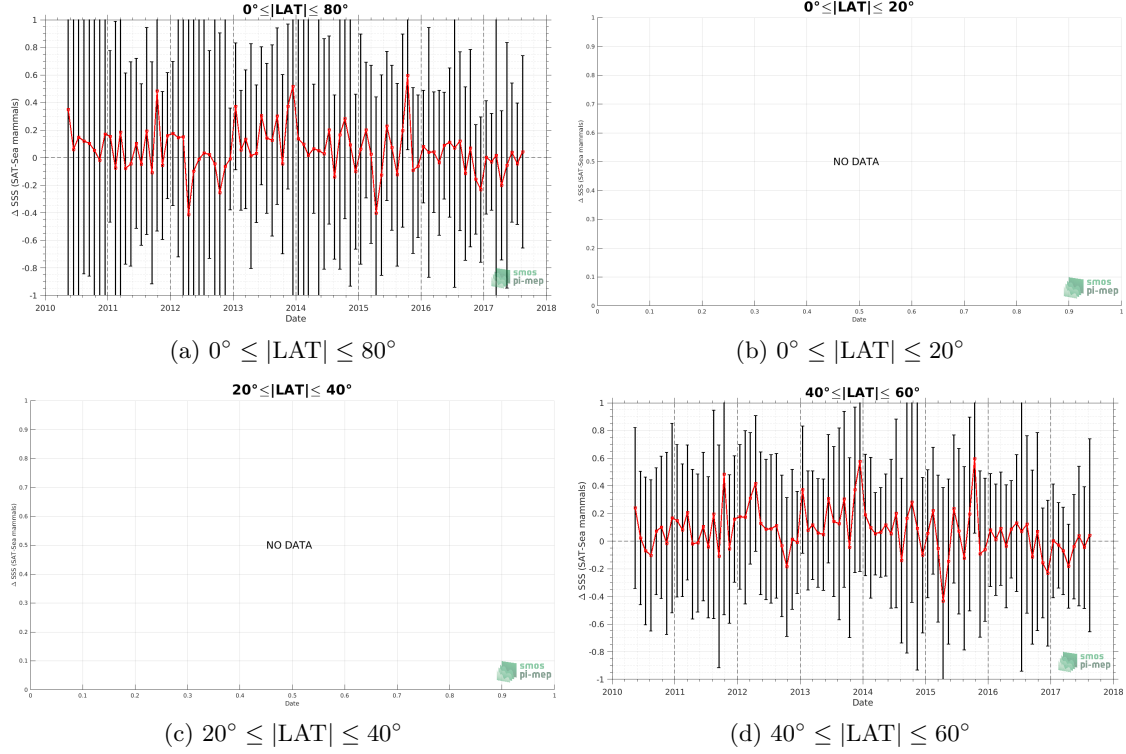 0°≤|LAT|≤ 80°
1
0.8
0.6
0.4
0.2
0
-0.2
-0.4
-0.6
-0.8
-1
Δ SSS (SAT-Sea mammals)
2010 2011 2012 2013 2014 2015 2016 2017 2018
Date
smos
pi-mep
(a) 0° ≤ |LAT| ≤ 80°
0°≤|LAT|≤ 20°
1
0.9
0.8
0.7
0.6
0.5
0.4
0.3
0.2
0.1
0
Δ SSS (SAT-Sea mammals)
NO DATA
0 0.1 0.2 0.3 0.4 0.5 0.6 0.7 0.8 0.9 1
Date
smos
pi-mep
(b) 0° ≤ |LAT| ≤ 20°
20°≤|LAT|≤ 40°
1
0.9
0.8
0.7
0.6
0.5
0.4
0.3
0.2
0.1
0
Δ SSS (SAT-Sea mammals)
NO DATA
0 0.1 0.2 0.3 0.4 0.5 0.6 0.7 0.8 0.9 1
Date
smos
pi-mep
(c) 20° ≤ |LAT| ≤ 40°
40°≤|LAT|≤ 60°
1
0.8
0.6
0.4
0.2
0
-0.2
-0.4
-0.6
-0.8
-1
Δ SSS (SAT-Sea mammals)
2010 2011 2012 2013 2014 2015 2016 2017 2018
Date
smos
pi-mep
(d) 40° ≤ |LAT| ≤ 60°